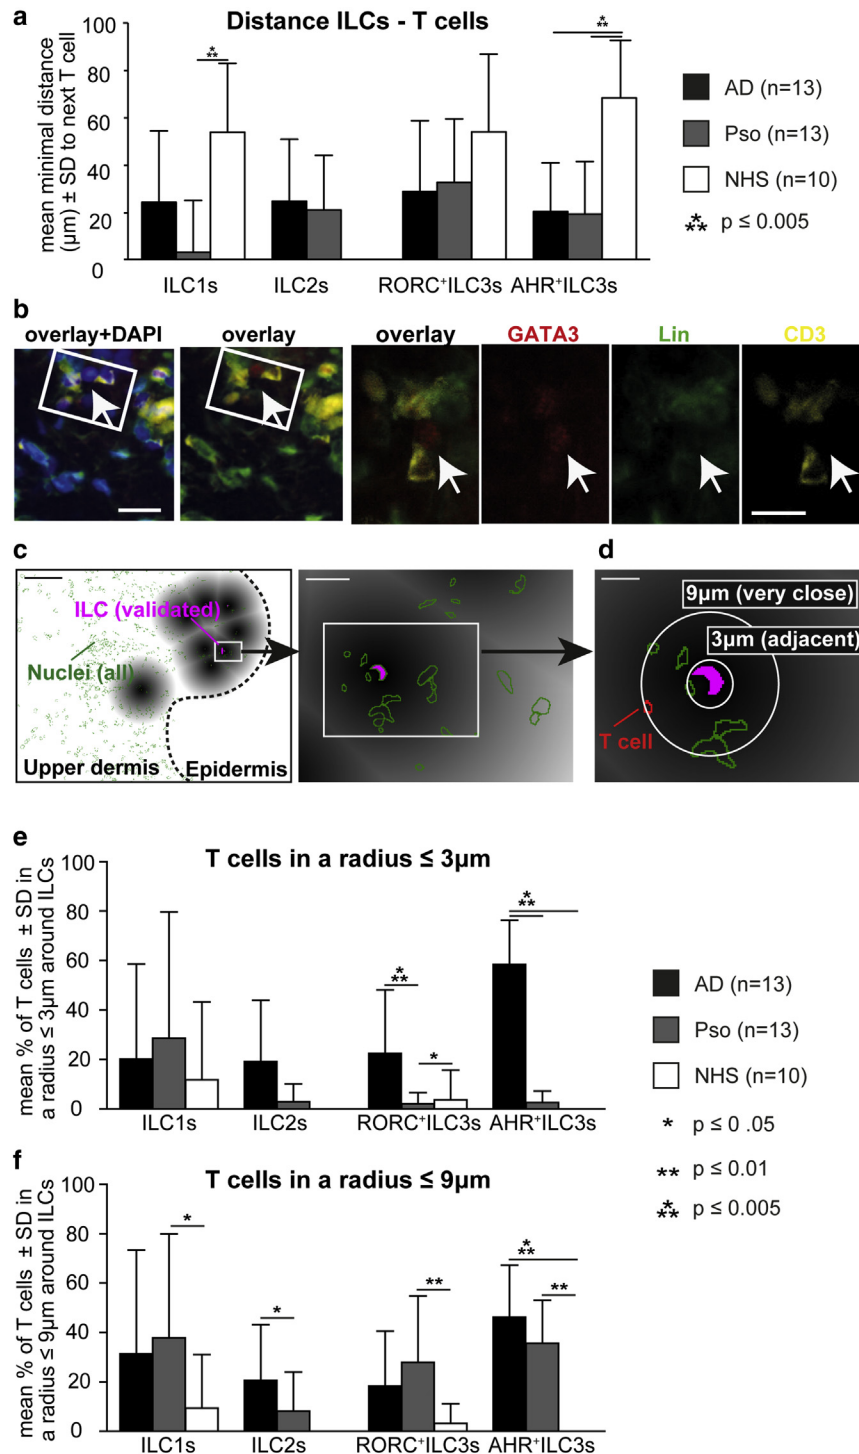 a
Distance ILCs - T cells
mean minimal distance
(µm) ± SD to next T cell
100
80
60
40
20
0
ILC1s ILC2s RORC⁺ILC3s AHR⁺ILC3s
*
**
*
**
AD (n=13)
Pso (n=13)
NHS (n=10)
*
** p ≤ 0.005
b
overlay+DAPI overlay overlay GATA3 Lin CD3
c
ILC (validated)
Nuclei (all)
Upper dermis Epidermis
d
9µm (very close)
3µm (adjacent)
T cell
e
T cells in a radius ≤ 3µm
mean % of T cells ± SD in
a radius ≤ 3µm around ILCs
100
80
60
40
20
0
ILC1s ILC2s RORC⁺ILC3s AHR⁺ILC3s
*
**
*
*
**
AD (n=13)
Pso (n=13)
NHS (n=10)
* p ≤ 0 .05
** p ≤ 0.01
*
** p ≤ 0.005
f
T cells in a radius ≤ 9µm
mean % of T cells ± SD in
a radius ≤ 9µm around ILCs
100
80
60
40
20
0
ILC1s ILC2s RORC⁺ILC3s AHR⁺ILC3s
*
*
**
*
**
**